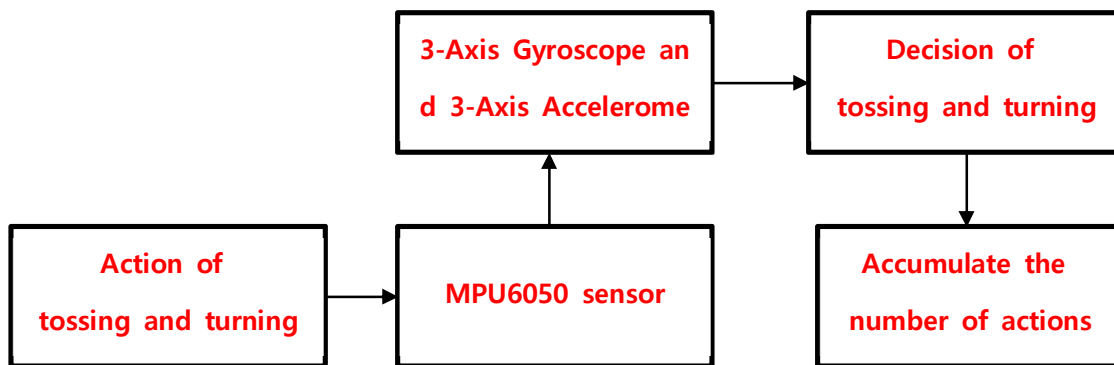 3-Axis Gyroscope an
d 3-Axis Accelerome
Decision of
tossing and turning
Action of
tossing and turning
MPU6050 sensor
Accumulate the
number of actions